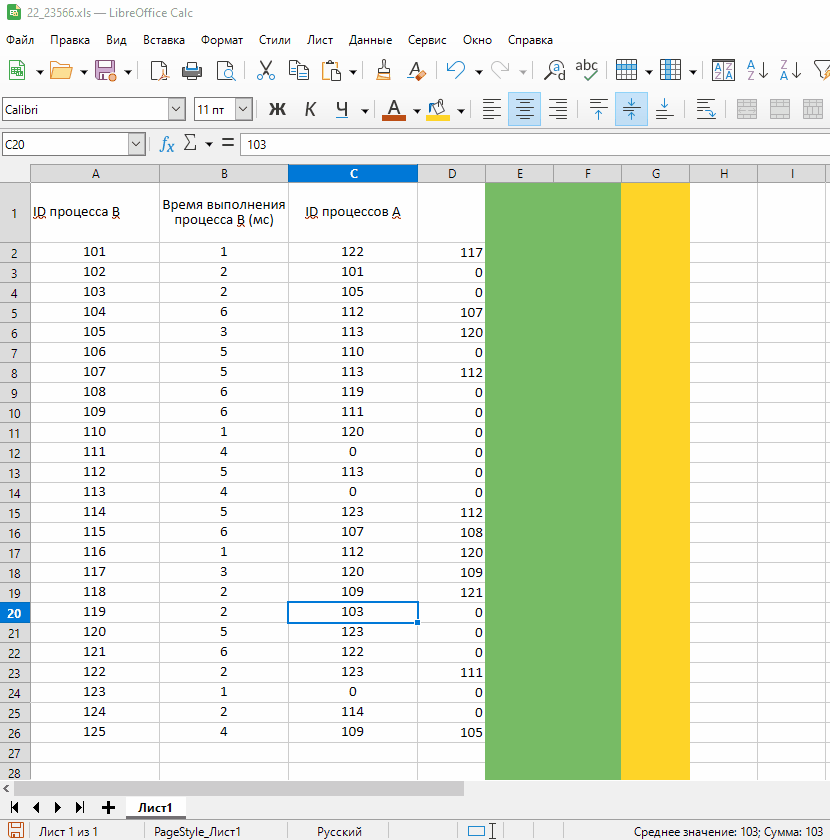 22_23566.xls — LibreOffice Calc
Файл Правка Вид Вставка Формат Стили Лист Данные Сервис Окно Справка
Calibri 11 пт Ж К Ч А
C20 fx Σ = 103
A B C D E F G H I
1 ID процесса B Время выполнения процесса B (мс) ID процессов A
2 101 1 122 117
3 102 2 101 0
4 103 2 105 0
5 104 6 112 107
6 105 3 113 120
7 106 5 110 0
8 107 5 113 112
9 108 6 119 0
10 109 6 111 0
11 110 1 120 0
12 111 4 0 0
13 112 5 113 0
14 113 4 0 0
15 114 5 123 112
16 115 6 107 108
17 116 1 112 120
18 117 3 120 109
19 118 2 109 121
20 119 2 103 0
21 120 5 123 0
22 121 6 122 0
23 122 2 123 111
24 123 1 0 0
25 124 2 114 0
26 125 4 109 105
27
28
Лист1
Лист 1 из 1 PageStyle_Лист1 Русский Среднее значение: 103; Сумма: 103